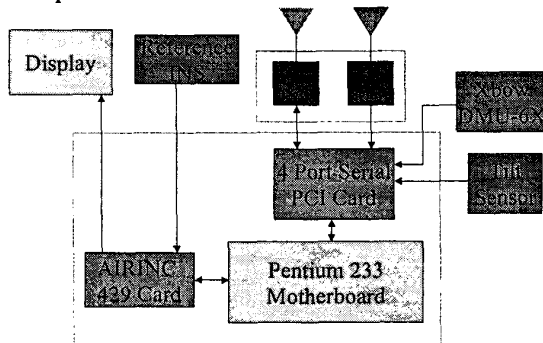 Display
Reference
INS
Xbow
DMU-6X
4 Port Serial
PCI Card
Tilt
Sensor
AIRINC
429 Card
Pentium 233
Motherboard